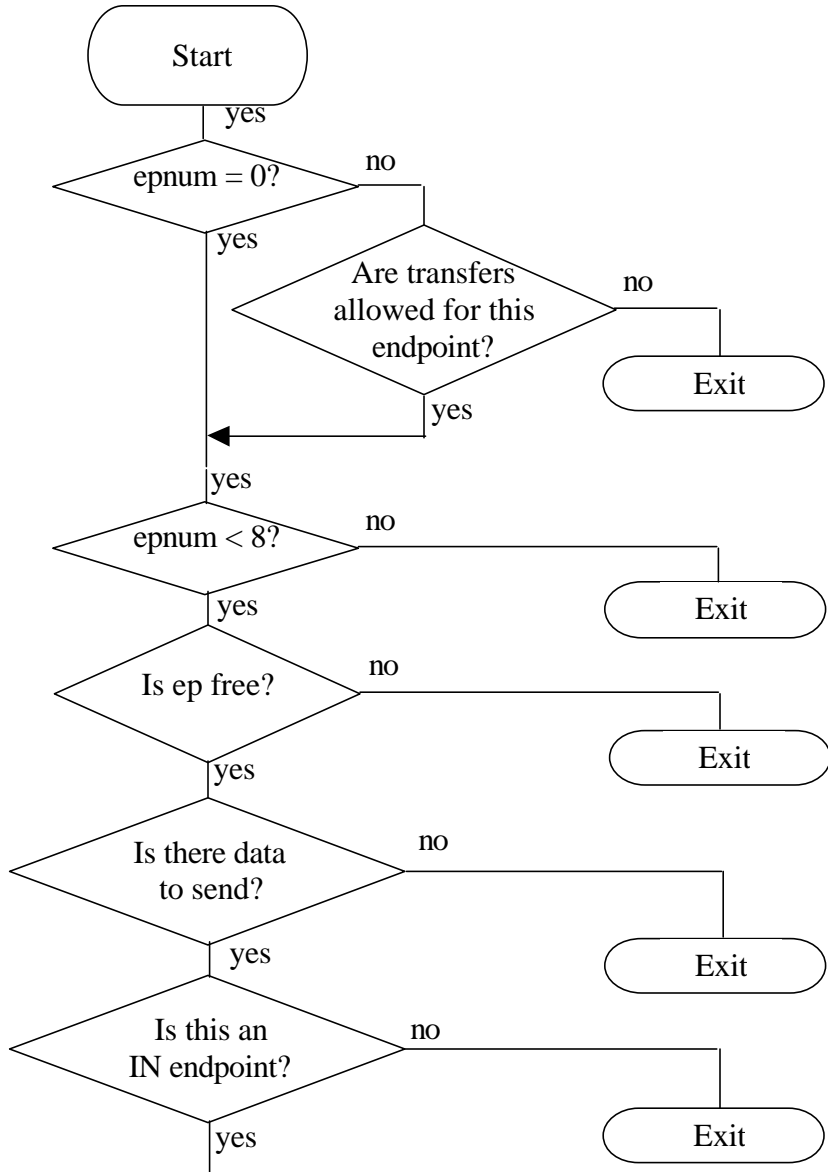 Start
yes
epnum = 0?
no
yes
Are transfers
allowed for this
endpoint?
no
Exit
yes
yes
epnum < 8?
no
Exit
yes
Is ep free?
no
Exit
yes
Is there data
to send?
no
Exit
yes
Is this an
IN endpoint?
no
Exit
yes